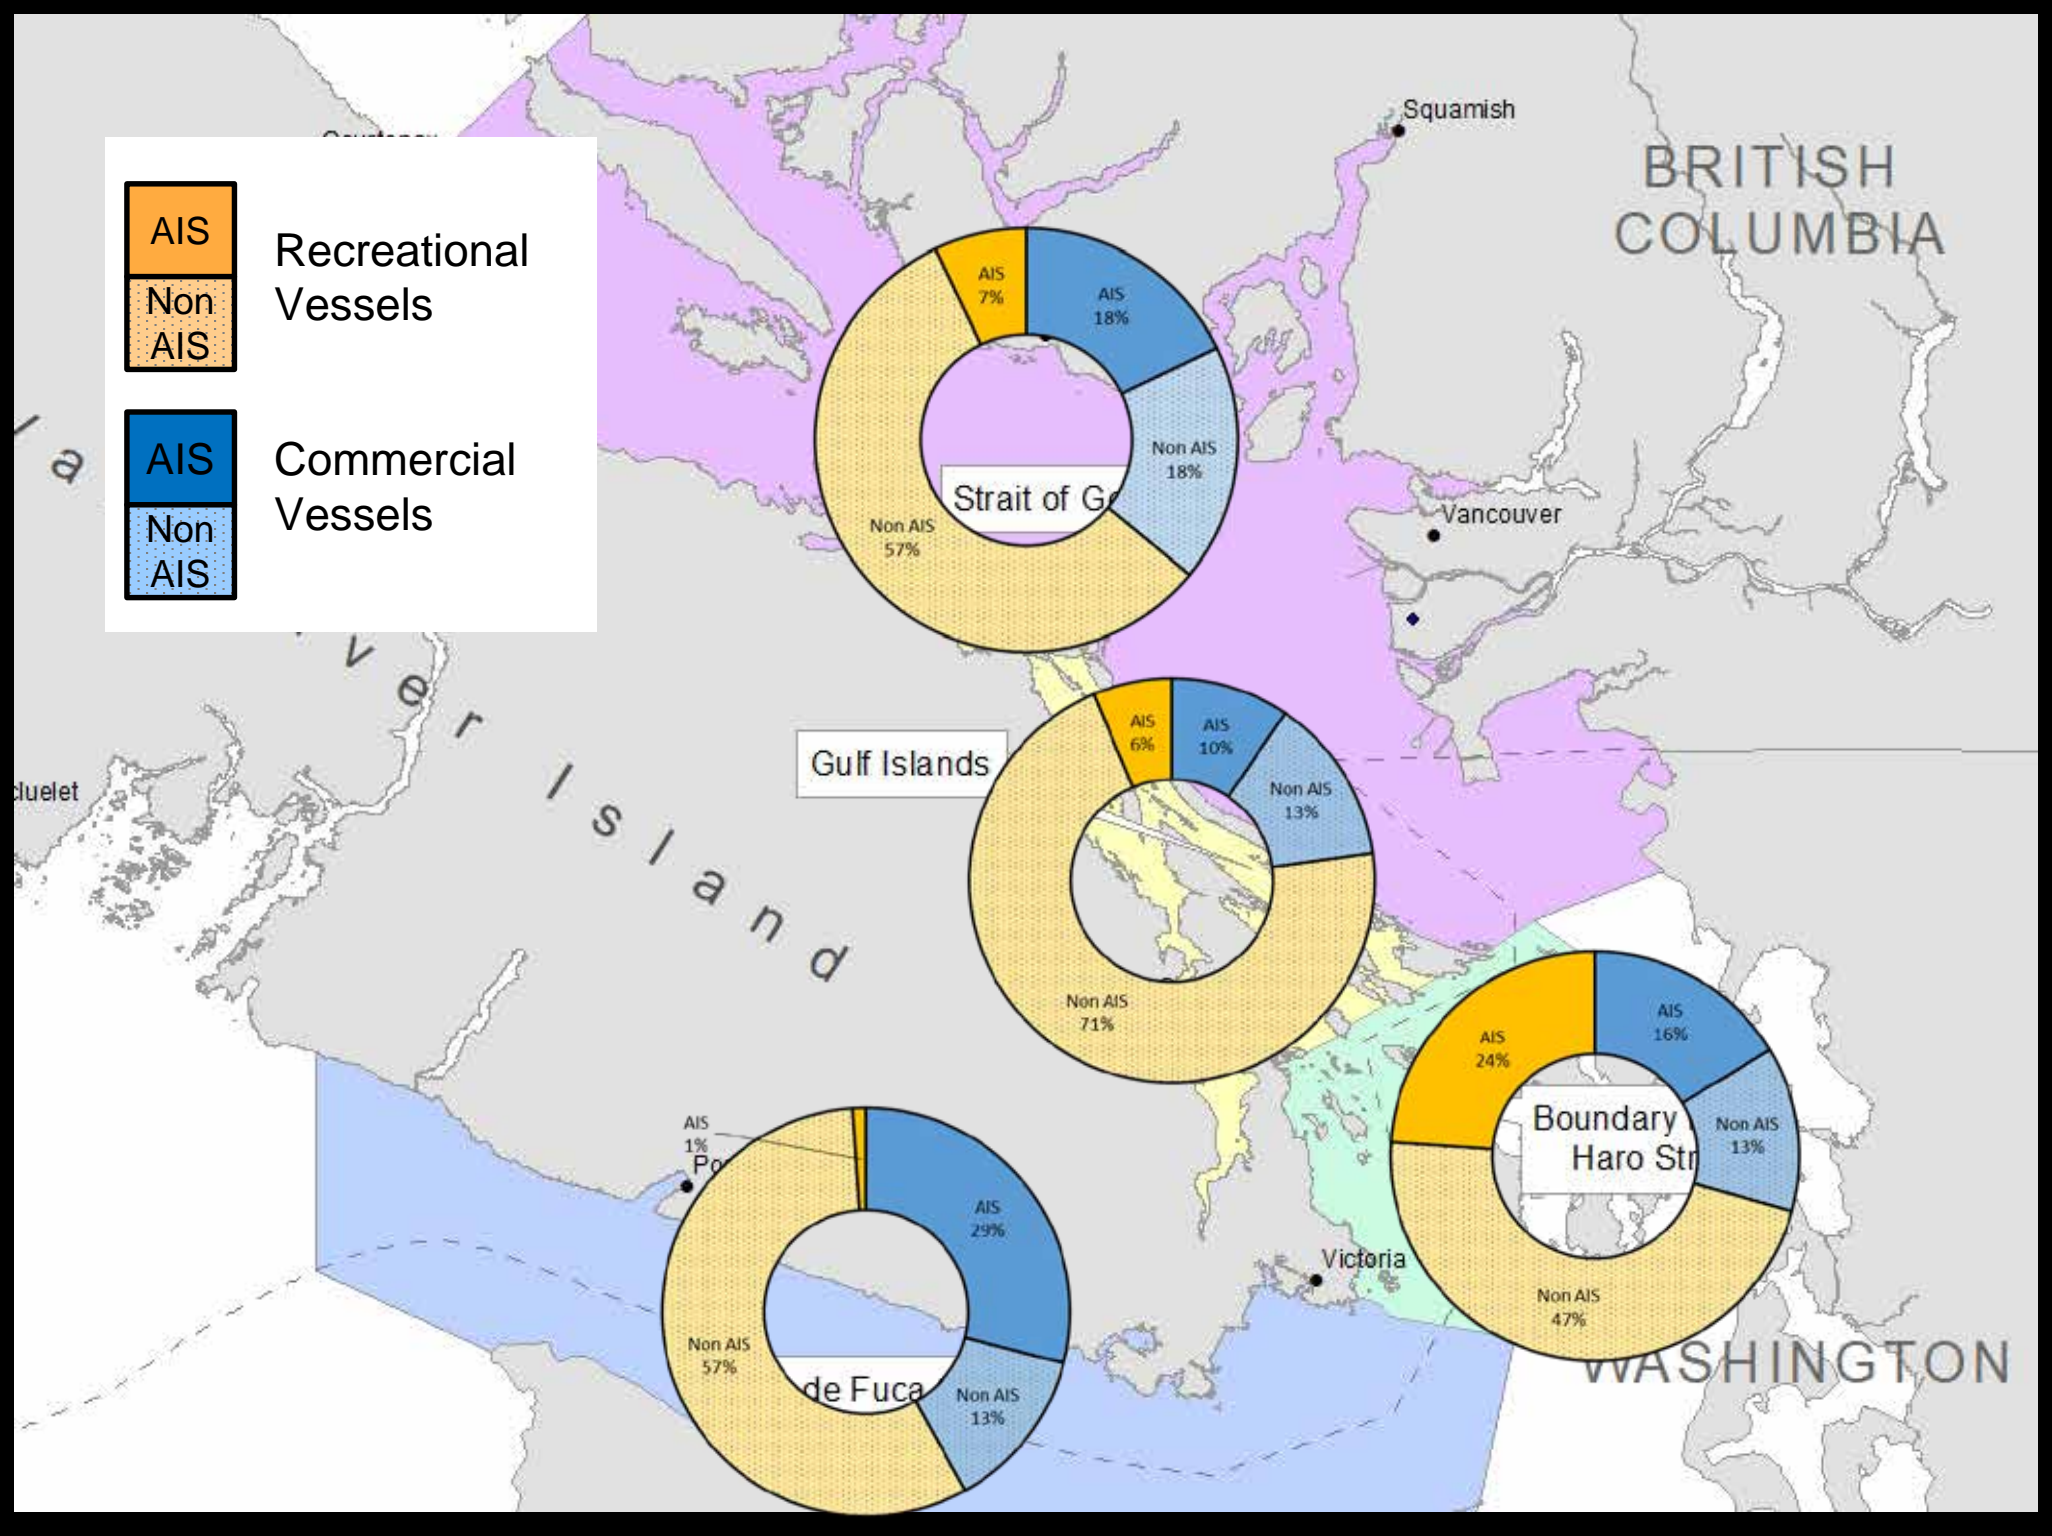 Squamish
BRITISH
COLUMBIA
AIS
Non
AIS
Recreational
Vessels
AIS
Non
AIS
Commercial
Vessels
AIS
7%
AIS
18%
Non AIS
18%
Non AIS
57%
Strait of
Vancouver
Island
cluelet
Gulf Islands
AIS
6%
AIS
10%
Non AIS
13%
Non AIS
71%
AIS
24%
AIS
16%
Non AIS
13%
Non AIS
47%
Boundary
Haro Str
AIS
1%
AIS
29%
Non AIS
13%
Non AIS
57%
de Fuca
Victoria
WASHINGTON